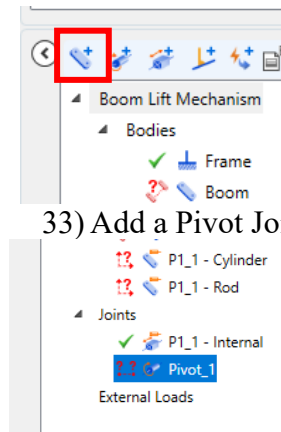 Boom Lift Mechanism
Bodies
Frame
Boom
33) Add a Pivot Joi
P1_1 - Cylinder
P1_1 - Rod
Joints
P1_1 - Internal
Pivot_1
External Loads